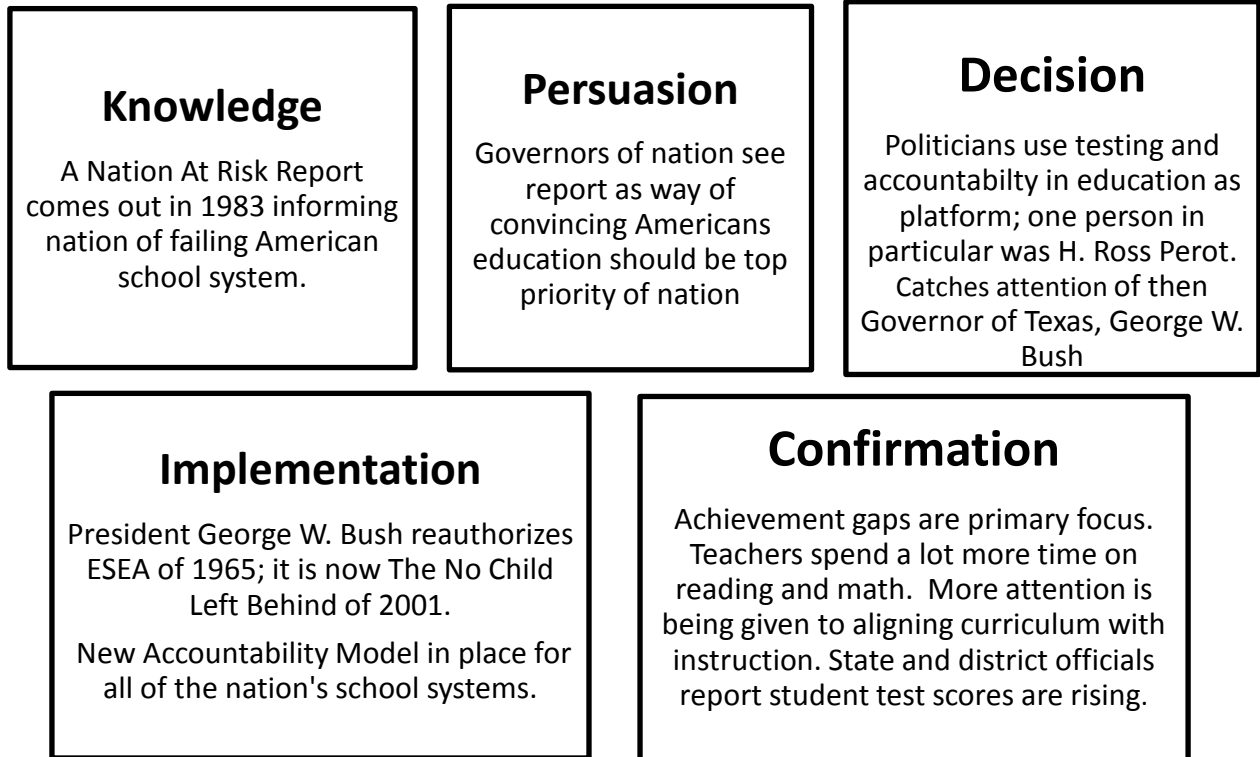 Knowledge
A Nation At Risk Report
comes out in 1983 informing
nation of failing American
school system.
Persuasion
Governors of nation see
report as way of
convincing Americans
education should be top
priority of nation
Decision
Politicians use testing and
accountabilty in education as
platform; one person in
particular was H. Ross Perot.
Catches attention of then
Governor of Texas, George W.
Bush
Implementation
President George W. Bush reauthorizes
ESEA of 1965; it is now The No Child
Left Behind of 2001.
New Accountability Model in place for
all of the nation's school systems.
Confirmation
Achievement gaps are primary focus.
Teachers spend a lot more time on
reading and math.  More attention is
being given to aligning curriculum with
instruction. State and district officials
report student test scores are rising.